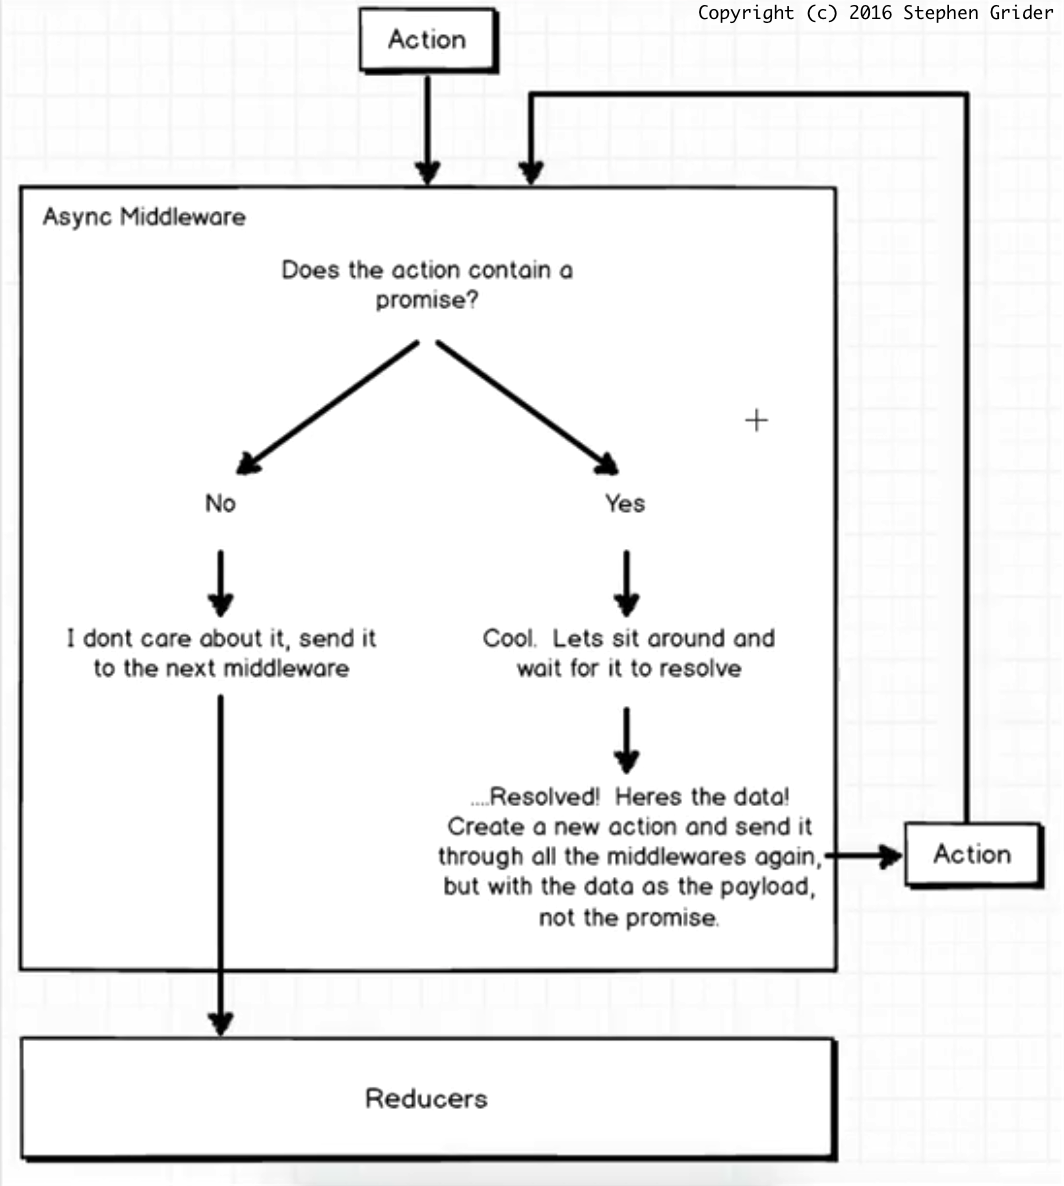 Copyright (c) 2016 Stephen Grider
Action
Async Middleware
Does the action contain a
promise?
No
Yes
I dont care about it, send it
to the next middleware
Cool.  Lets sit around and
wait for it to resolve
....Resolved!  Heres the data!
Create a new action and send it
through all the middlewares again,
but with the data as the payload,
not the promise.
Action
Reducers